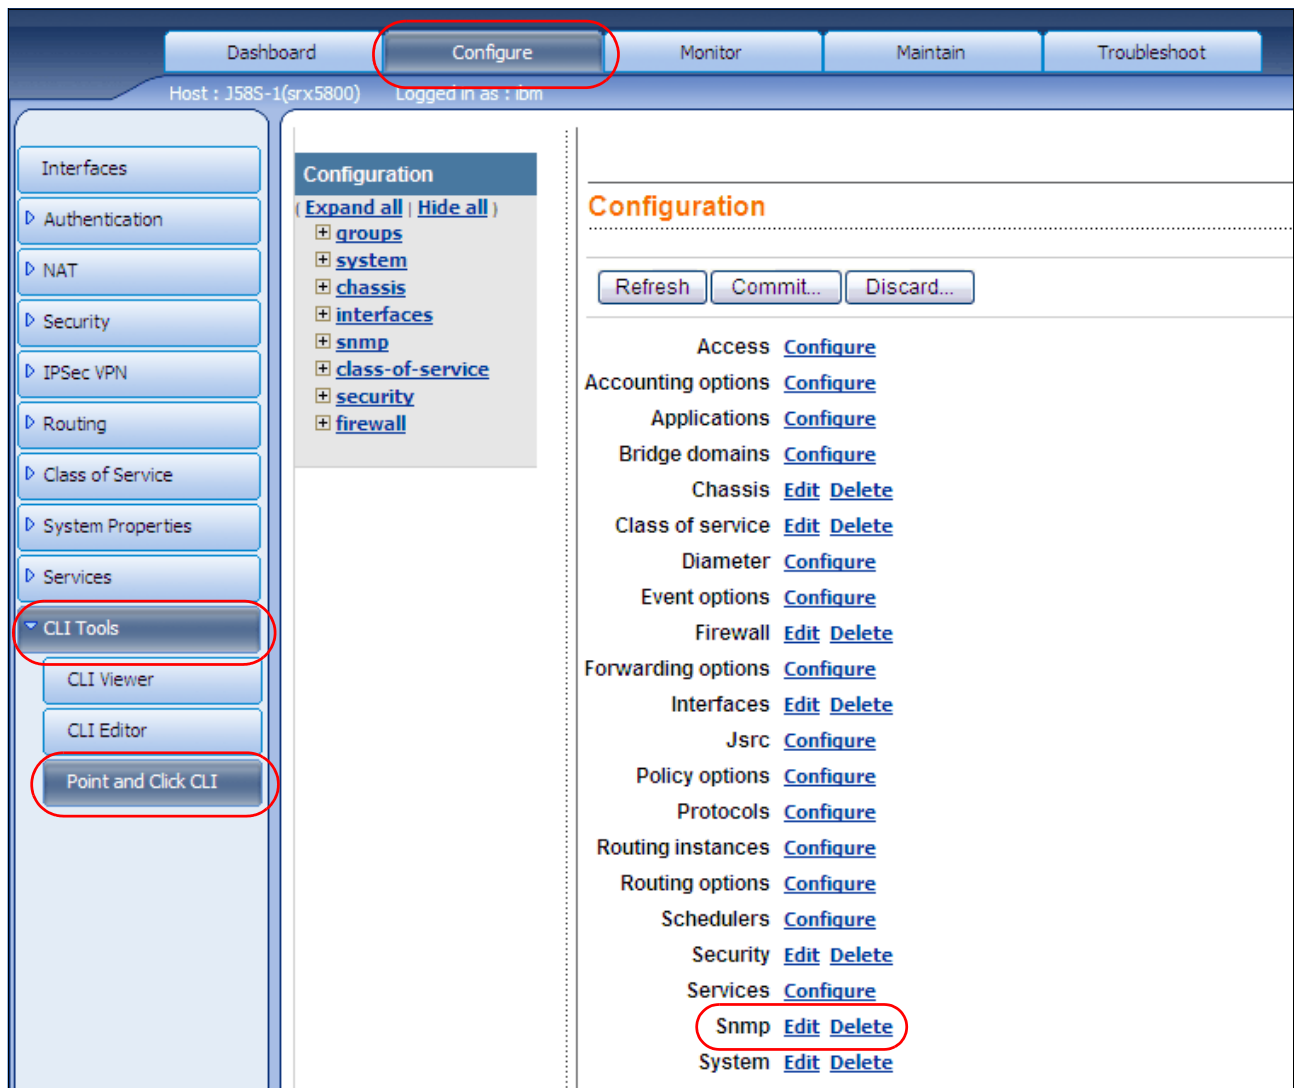 Dashboard Configure Monitor Maintain Troubleshoot
Host : J58S-1(srx5800) Logged in as : ibm
Interfaces
Authentication
NAT
Security
IPSec VPN
Routing
Class of Service
System Properties
Services
CLI Tools
CLI Viewer
CLI Editor
Point and Click CLI
Configuration
( Expand all | Hide all )
groups
system
chassis
interfaces
snmp
class-of-service
security
firewall
Configuration
Refresh Commit... Discard...
Access Configure
Accounting options Configure
Applications Configure
Bridge domains Configure
Chassis Edit Delete
Class of service Edit Delete
Diameter Configure
Event options Configure
Firewall Edit Delete
Forwarding options Configure
Interfaces Edit Delete
Jsrc Configure
Policy options Configure
Protocols Configure
Routing instances Configure
Routing options Configure
Schedulers Configure
Security Edit Delete
Services Configure
Snmp Edit Delete
System Edit Delete